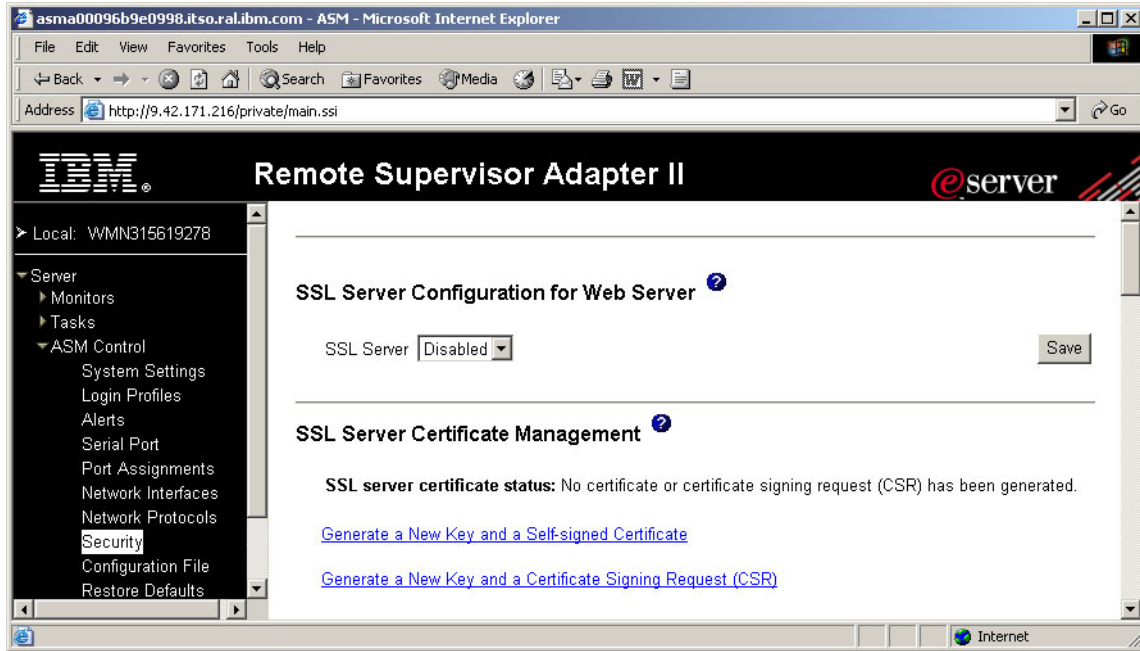 asma00096b9e0998.itso.ral.ibm.com - ASM - Microsoft Internet Explorer
File Edit View Favorites Tools Help
Back Search Favorites Media
Address http://9.42.171.216/private/main.ssi Go
IBM® Remote Supervisor Adapter II @server
Local: WMN315619278
Server
Monitors
Tasks
ASM Control
System Settings
Login Profiles
Alerts
Serial Port
Port Assignments
Network Interfaces
Network Protocols
Security
Configuration File
Restore Defaults
SSL Server Configuration for Web Server ?
SSL Server Disabled Save
SSL Server Certificate Management ?
SSL server certificate status: No certificate or certificate signing request (CSR) has been generated.
Generate a New Key and a Self-signed Certificate
Generate a New Key and a Certificate Signing Request (CSR)
Internet